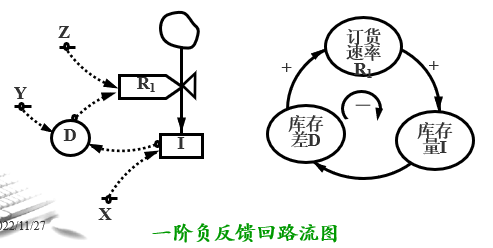 Z
Y
R1
D
I
X
订货
速率
R1
+
+
库存
差D
—
库存
量I
022/11/27
一阶负反馈回路流图